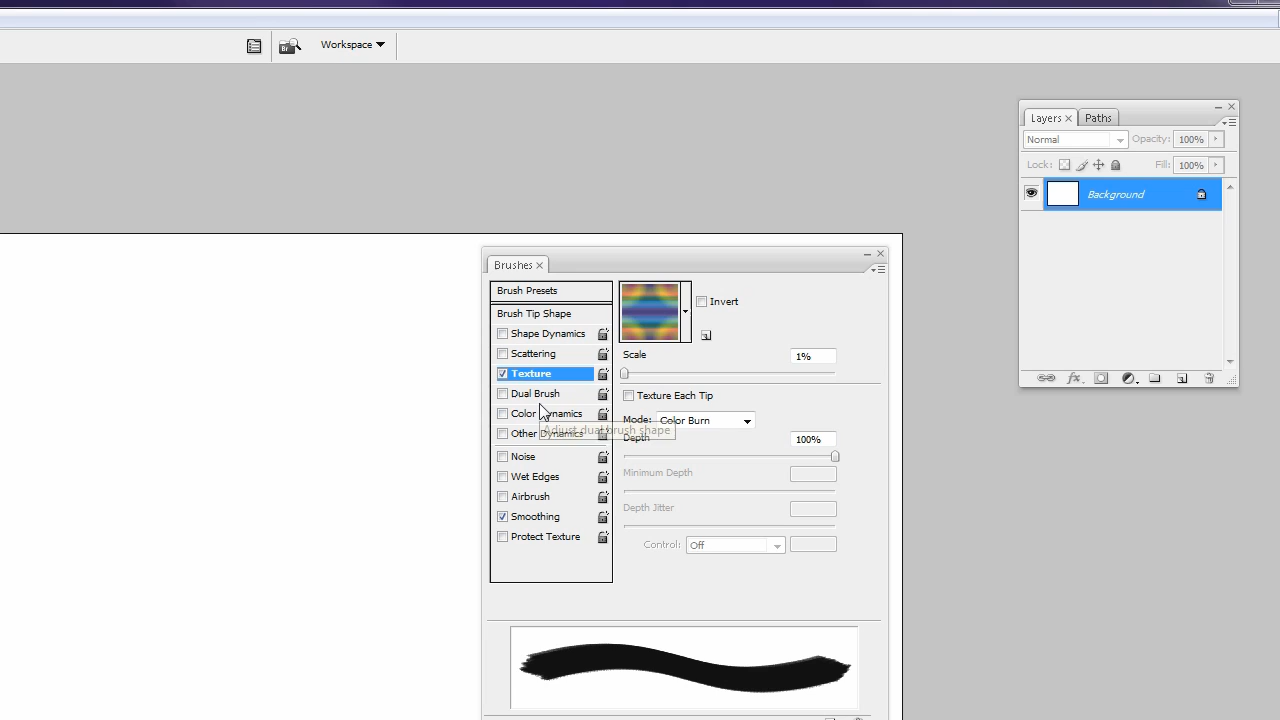 Br
Workspace
Layers
Paths
Normal
Opacity: 100%
Lock:
Fill: 100%
Background
fx
Brushes
Brush Presets
Brush Tip Shape
Shape Dynamics
Scattering
Texture
Dual Brush
Color Dynamics
Other Dynamics
Noise
Wet Edges
Airbrush
Smoothing
Protect Texture
Adjust dual brush shape
Invert
Scale
1%
Texture Each Tip
Mode: Color Burn
Depth
100%
Minimum Depth
Depth Jitter
Control: Off